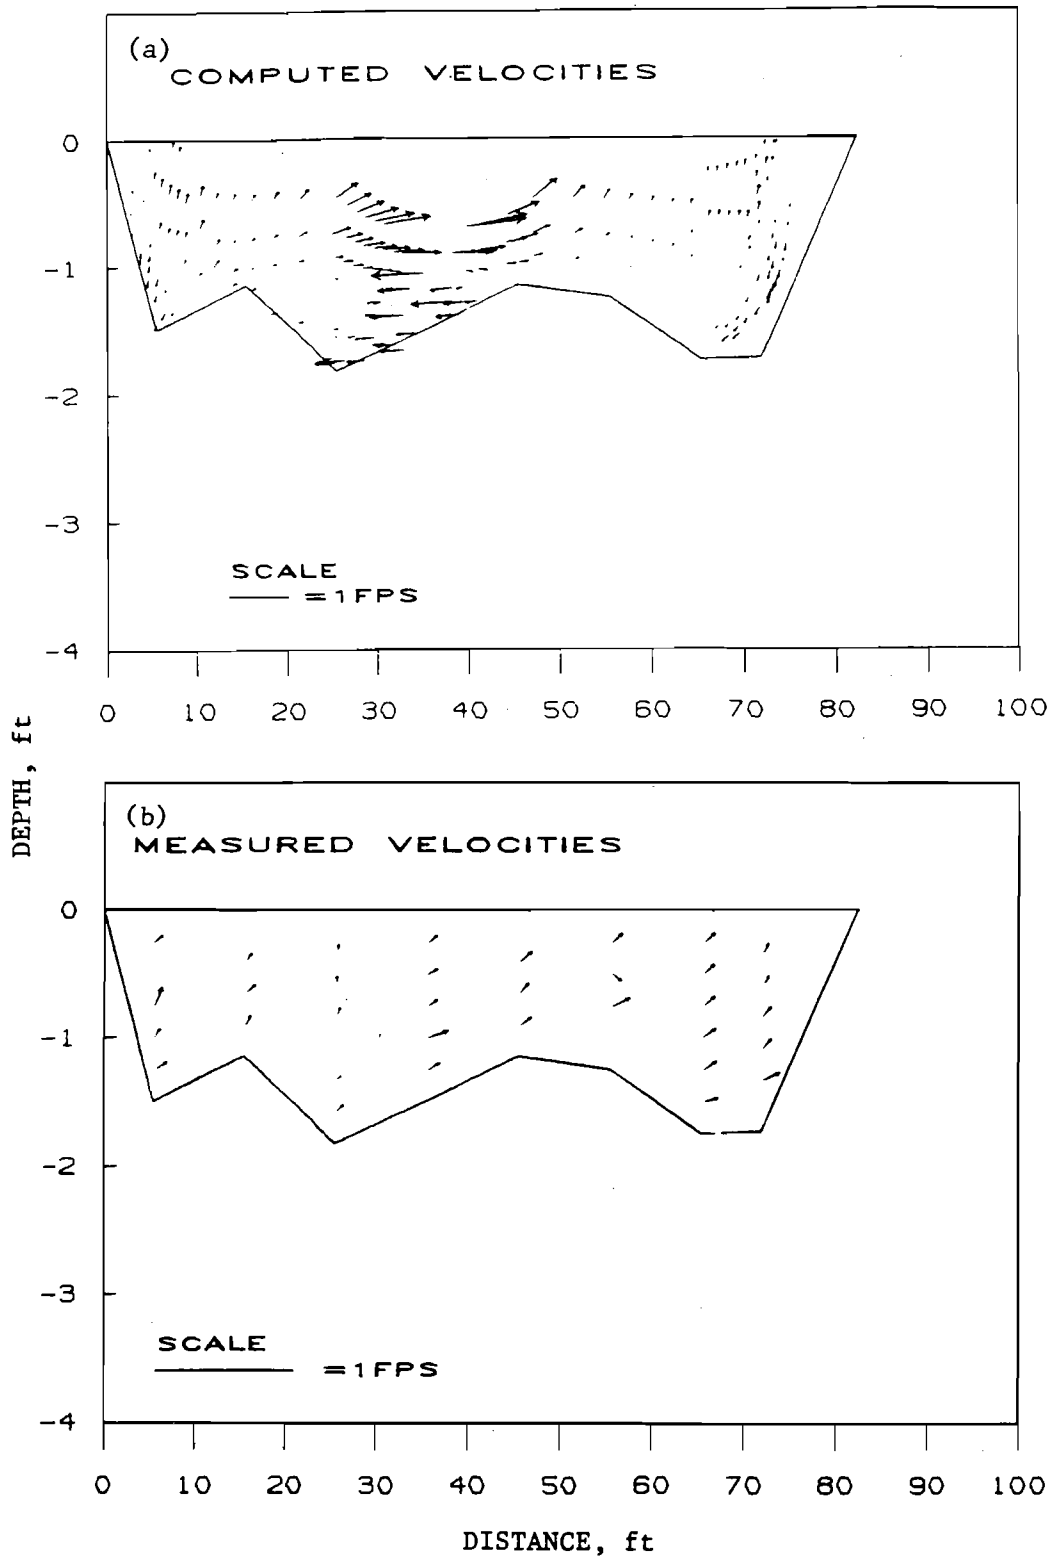 (a)
COMPUTED VELOCITIES
0
-1
-2
-3
-4
SCALE
= 1 FPS
0 10 20 30 40 50 60 70 80 90 100
DEPTH, ft
(b)
MEASURED VELOCITIES
0
-1
-2
-3
-4
SCALE
= 1 FPS
0 10 20 30 40 50 60 70 80 90 100
DISTANCE, ft